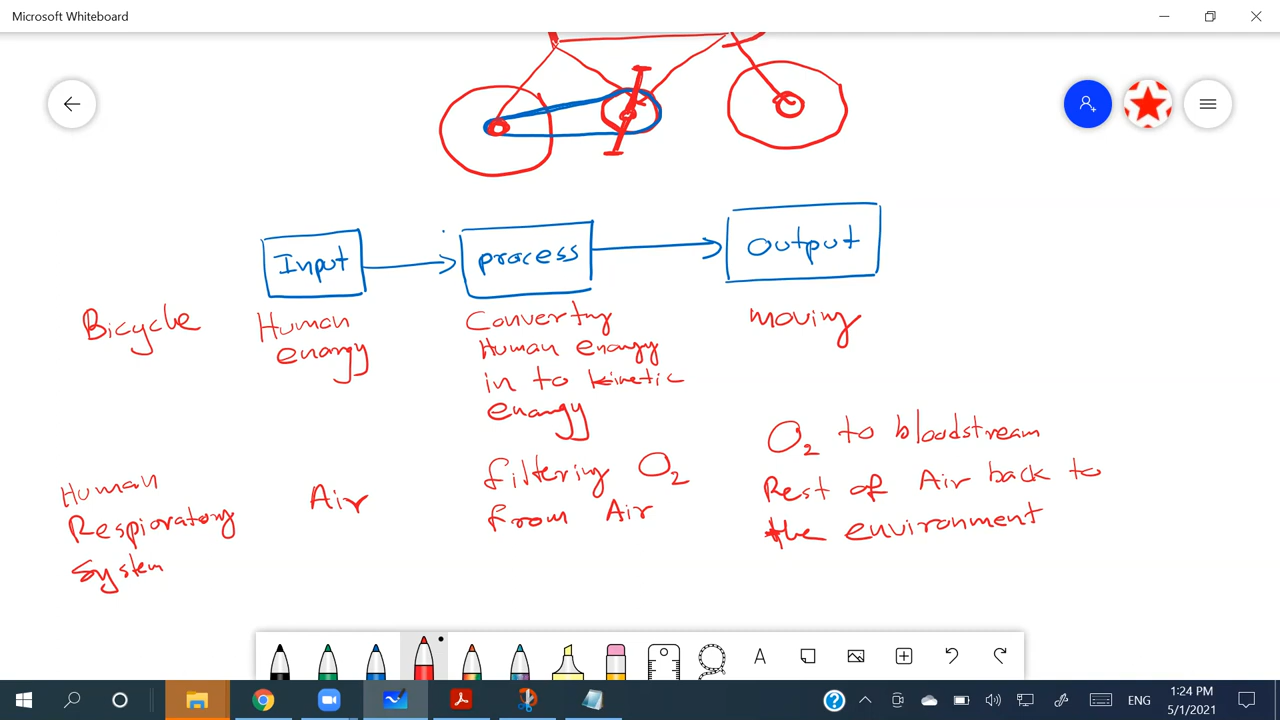 Microsoft Whiteboard
Input
process
Output
Bicycle
Human
energy
Converting
Human energy
in to kinetic
energy
moving
Human
Respioratory
System
Air
filtering O₂
from Air
O₂ to bloodstream
Rest of Air back to
the environment
A
ENG
1:24 PM
5/1/2021